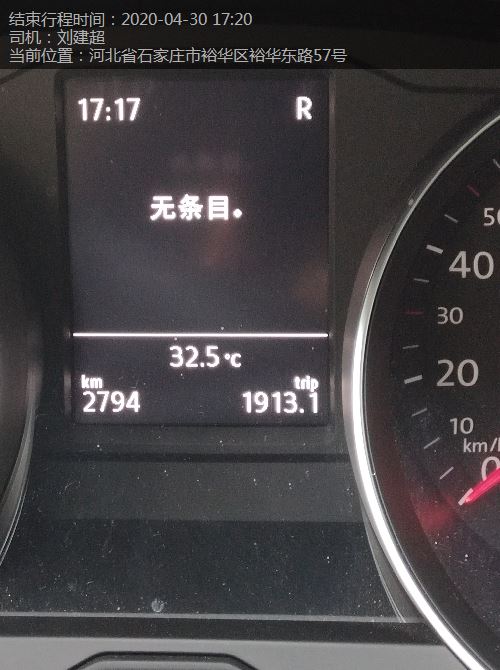 结束行程时间：2020-04-30 17:20
司机：刘建超
当前位置：河北省石家庄市裕华区裕华东路57号
17:17 R
无条目。
32.5 °C
km trip
2794 1913.1
40
30
20
10
km/
0